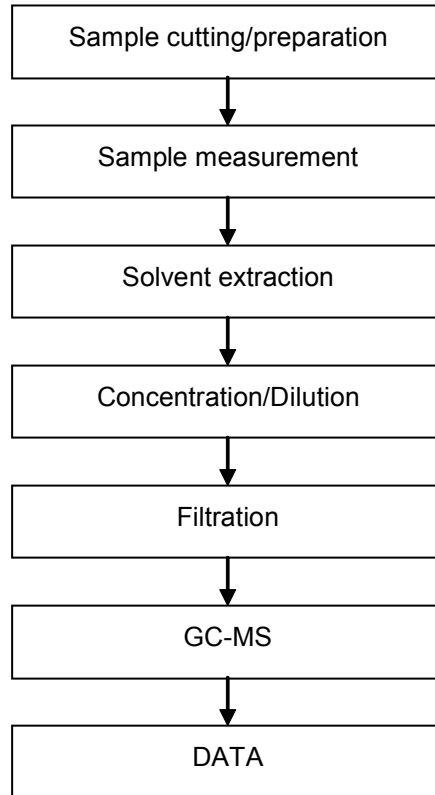 Sample cutting/preparation
Sample measurement
Solvent extraction
Concentration/Dilution
Filtration
GC-MS
DATA